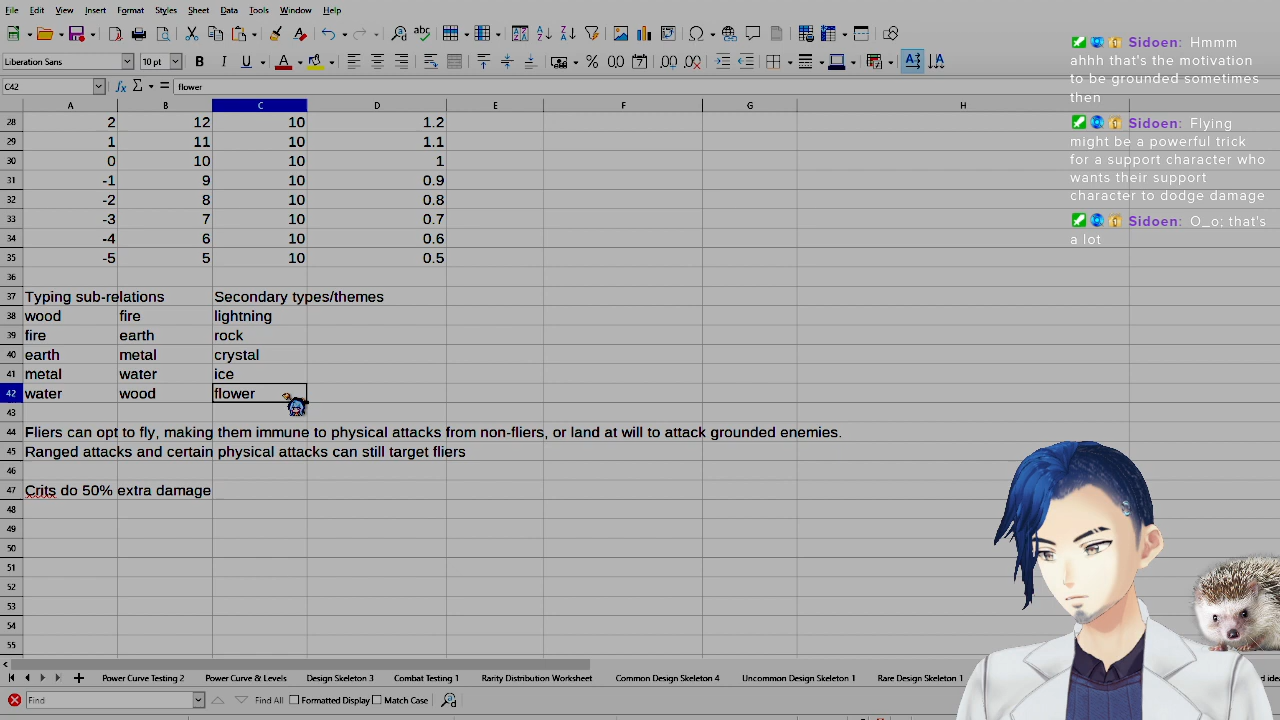 File Edit View Insert Format Styles Sheet Data Tools Window Help
Liberation Sans 10 pt
C42 flower
A B C D E F G H
28 2 12 10 1.2
29 1 11 10 1.1
30 0 10 10 1
31 -1 9 10 0.9
32 -2 8 10 0.8
33 -3 7 10 0.7
34 -4 6 10 0.6
35 -5 5 10 0.5
36
37 Typing sub-relations Secondary types/themes
38 wood fire lightning
39 fire earth rock
40 earth metal crystal
41 metal water ice
42 water wood flower
43
44 Fliers can opt to fly, making them immune to physical attacks from non-fliers, or land at will to attack grounded enemies.
45 Ranged attacks and certain physical attacks can still target fliers
46
47 Crits do 50% extra damage
48
49
50
51
52
53
54
55
Power Curve Testing 2 Power Curve & Levels Design Skeleton 3 Combat Testing 1 Rarity Distribution Worksheet Common Design Skeleton 4 Uncommon Design Skeleton 1 Rare Design Skeleton 1
Find Find All Formatted Display Match Case
Sidoen: Hmmm
ahhh that's the motivation
to be grounded sometimes
then
Sidoen: Flying
might be a powerful trick
for a support character who
wants their support
character to dodge damage
Sidoen: O_o; that's
a lot